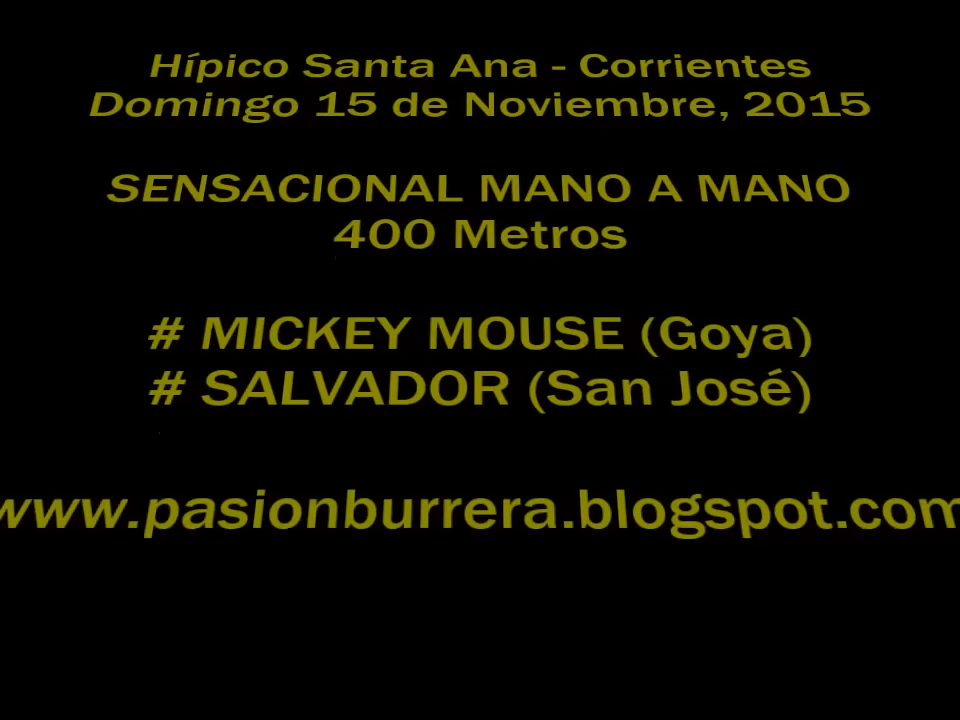 Hípico Santa Ana - Corrientes
Domingo 15 de Noviembre, 2015
SENSACIONAL MANO A MANO
400 Metros
# MICKEY MOUSE (Goya)
# SALVADOR (San José)
www.pasionburrera.blogspot.com